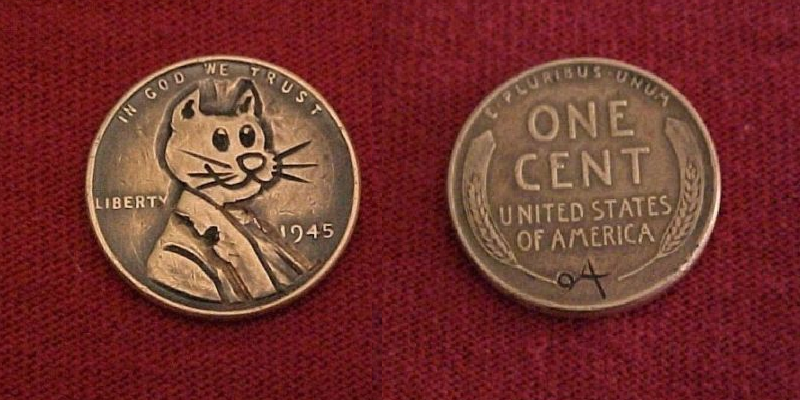 IN GOD WE TRUST
LIBERTY
1945
E·PLURIBUS·UNUM
ONE
CENT
UNITED STATES
OF AMERICA
04